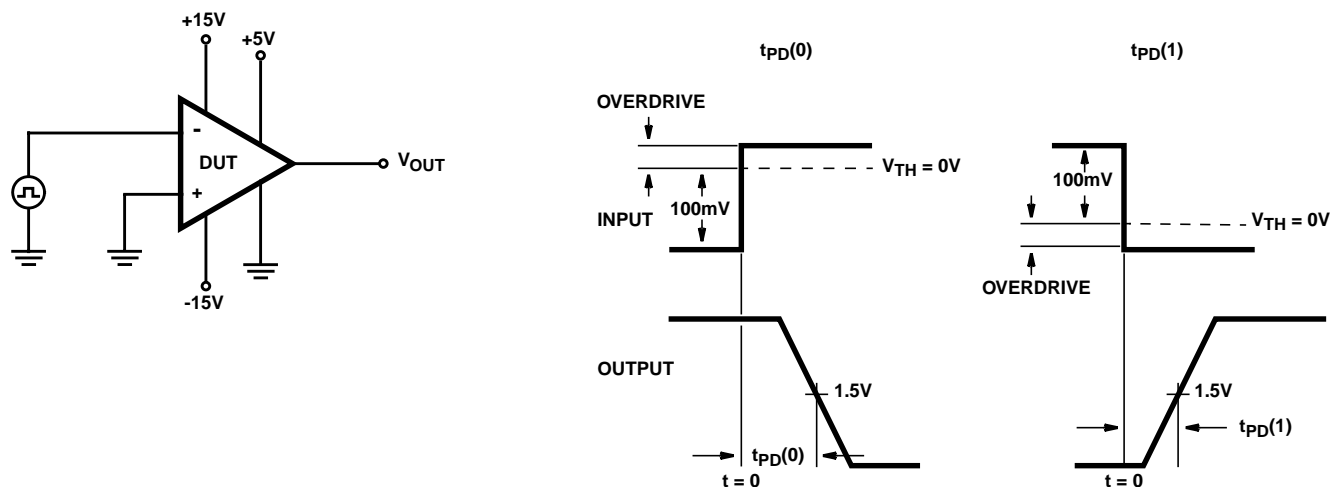 +15V
+5V
-
DUT
+
V_OUT
-15V
t_PD(0)
OVERDRIVE
V_TH = 0V
100mV
INPUT
OUTPUT
1.5V
t_PD(0)
t = 0
t_PD(1)
100mV
V_TH = 0V
OVERDRIVE
1.5V
t_PD(1)
t = 0